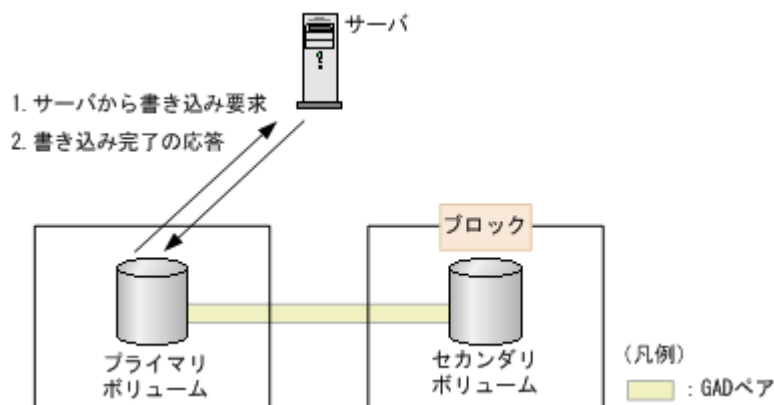 サーバ
1. サーバから書き込み要求
2. 書き込み完了の応答
ブロック
プライマリ
ボリューム
セカンダリ
ボリューム
(凡例)
: GADペア